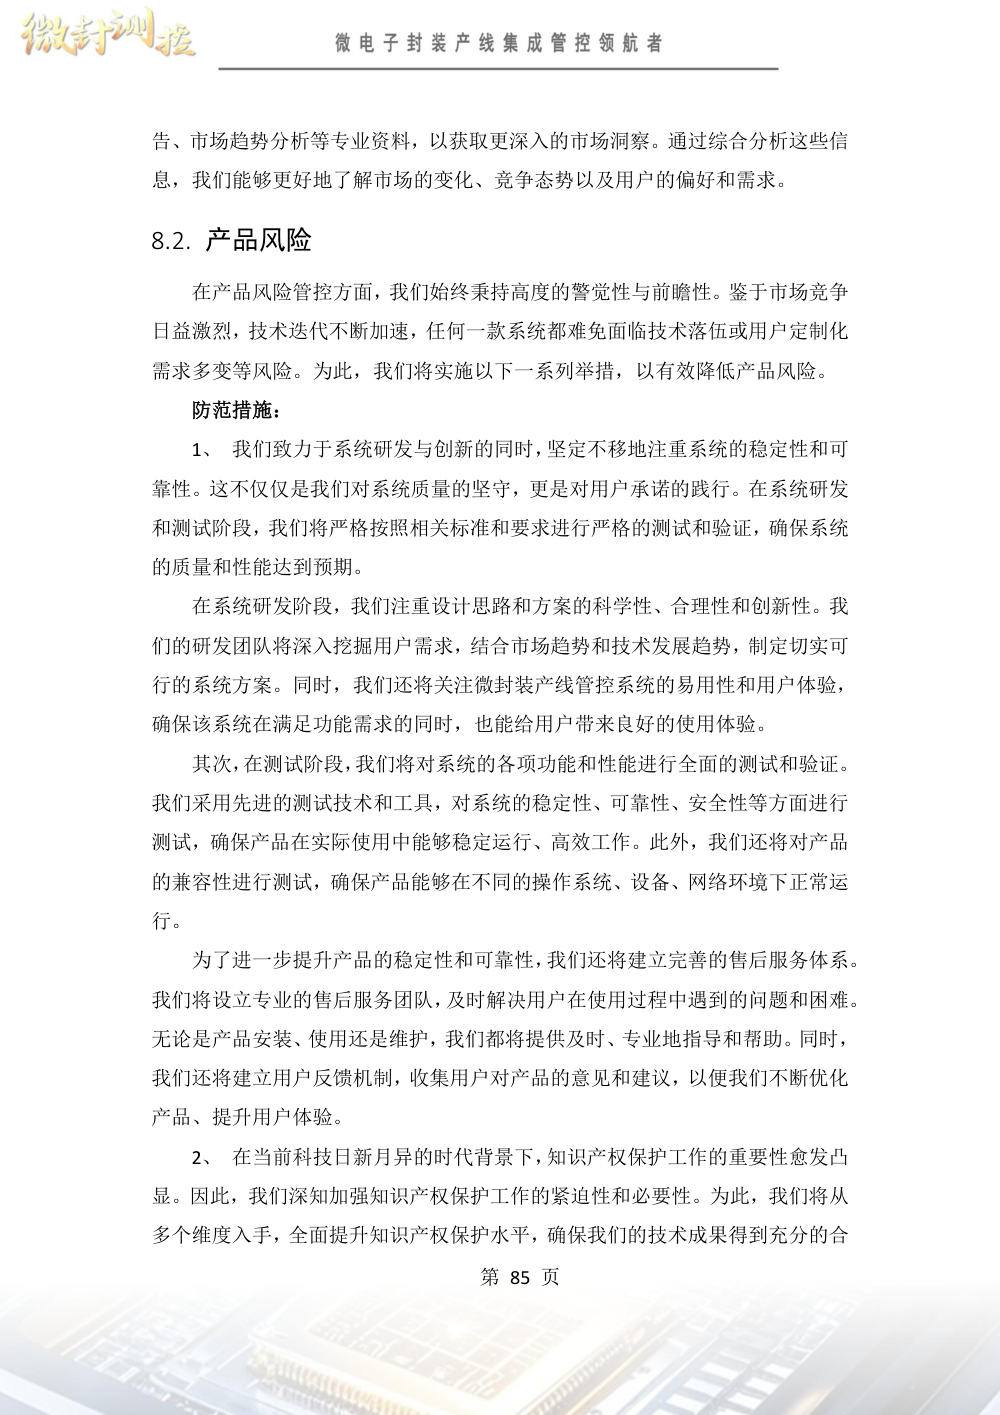 微封测控
微电子封装产线集成管控领航者
告、市场趋势分析等专业资料，以获取更深入的市场洞察。通过综合分析这些信
息，我们能够更好地了解市场的变化、竞争态势以及用户的偏好和需求。
8.2. 产品风险
在产品风险管控方面，我们始终秉持高度的警觉性与前瞻性。鉴于市场竞争
日益激烈，技术迭代不断加速，任何一款系统都难免面临技术落伍或用户定制化
需求多变等风险。为此，我们将实施以下一系列举措，以有效降低产品风险。
防范措施：
1、 我们致力于系统研发与创新的同时，坚定不移地注重系统的稳定性和可
靠性。这不仅仅是我们对系统质量的坚守，更是对用户承诺的践行。在系统研发
和测试阶段，我们将严格按照相关标准和要求进行严格的测试和验证，确保系统
的质量和性能达到预期。
在系统研发阶段，我们注重设计思路和方案的科学性、合理性和创新性。我
们的研发团队将深入挖掘用户需求，结合市场趋势和技术发展趋势，制定切实可
行的系统方案。同时，我们还将关注微封装产线管控系统的易用性和用户体验，
确保该系统在满足功能需求的同时，也能给用户带来良好的使用体验。
其次，在测试阶段，我们将对系统的各项功能和性能进行全面的测试和验证。
我们采用先进的测试技术和工具，对系统的稳定性、可靠性、安全性等方面进行
测试，确保产品在实际使用中能够稳定运行、高效工作。此外，我们还将对产品
的兼容性进行测试，确保产品能够在不同的操作系统、设备、网络环境下正常运
行。
为了进一步提升产品的稳定性和可靠性，我们还将建立完善的售后服务体系。
我们将设立专业的售后服务团队，及时解决用户在使用过程中遇到的问题和困难。
无论是产品安装、使用还是维护，我们都将提供及时、专业地指导和帮助。同时，
我们还将建立用户反馈机制，收集用户对产品的意见和建议，以便我们不断优化
产品、提升用户体验。
2、 在当前科技日新月异的时代背景下，知识产权保护工作的重要性愈发凸
显。因此，我们深知加强知识产权保护工作的紧迫性和必要性。为此，我们将从
多个维度入手，全面提升知识产权保护水平，确保我们的技术成果得到充分的合
第 85 页